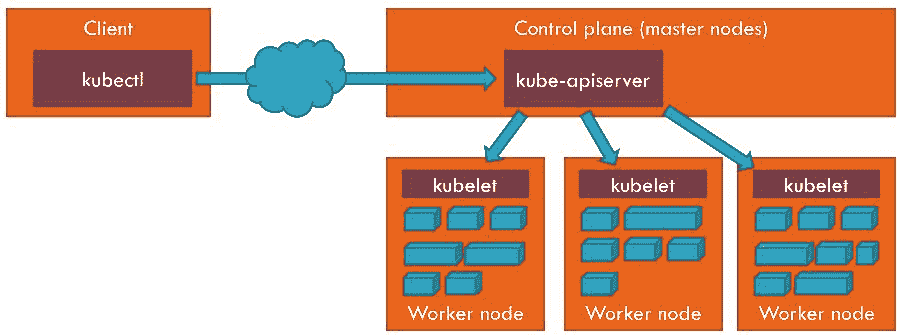 Client
kubectl
Control plane (master nodes)
kube-apiserver
kubelet
kubelet
kubelet
Worker node
Worker node
Worker node